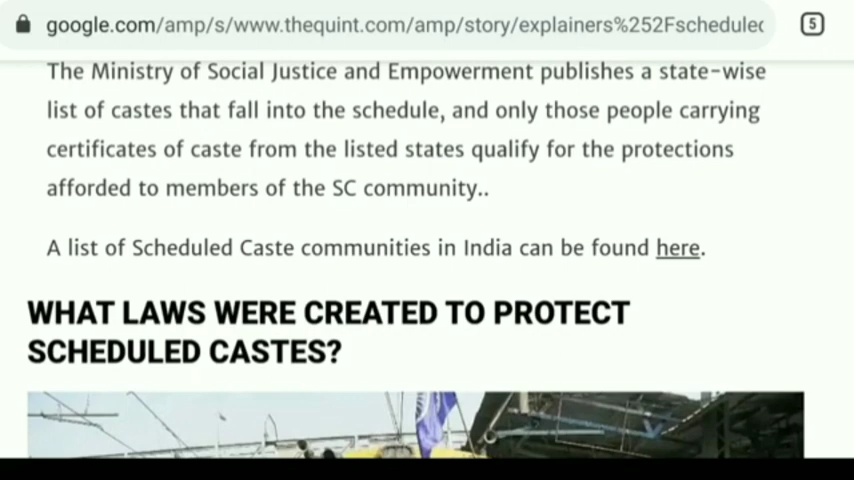 google.com/amp/s/www.thequint.com/amp/story/explainers%252Fscheduled
5
The Ministry of Social Justice and Empowerment publishes a state-wise
list of castes that fall into the schedule, and only those people carrying
certificates of caste from the listed states qualify for the protections
afforded to members of the SC community..
A list of Scheduled Caste communities in India can be found here.
WHAT LAWS WERE CREATED TO PROTECT
SCHEDULED CASTES?